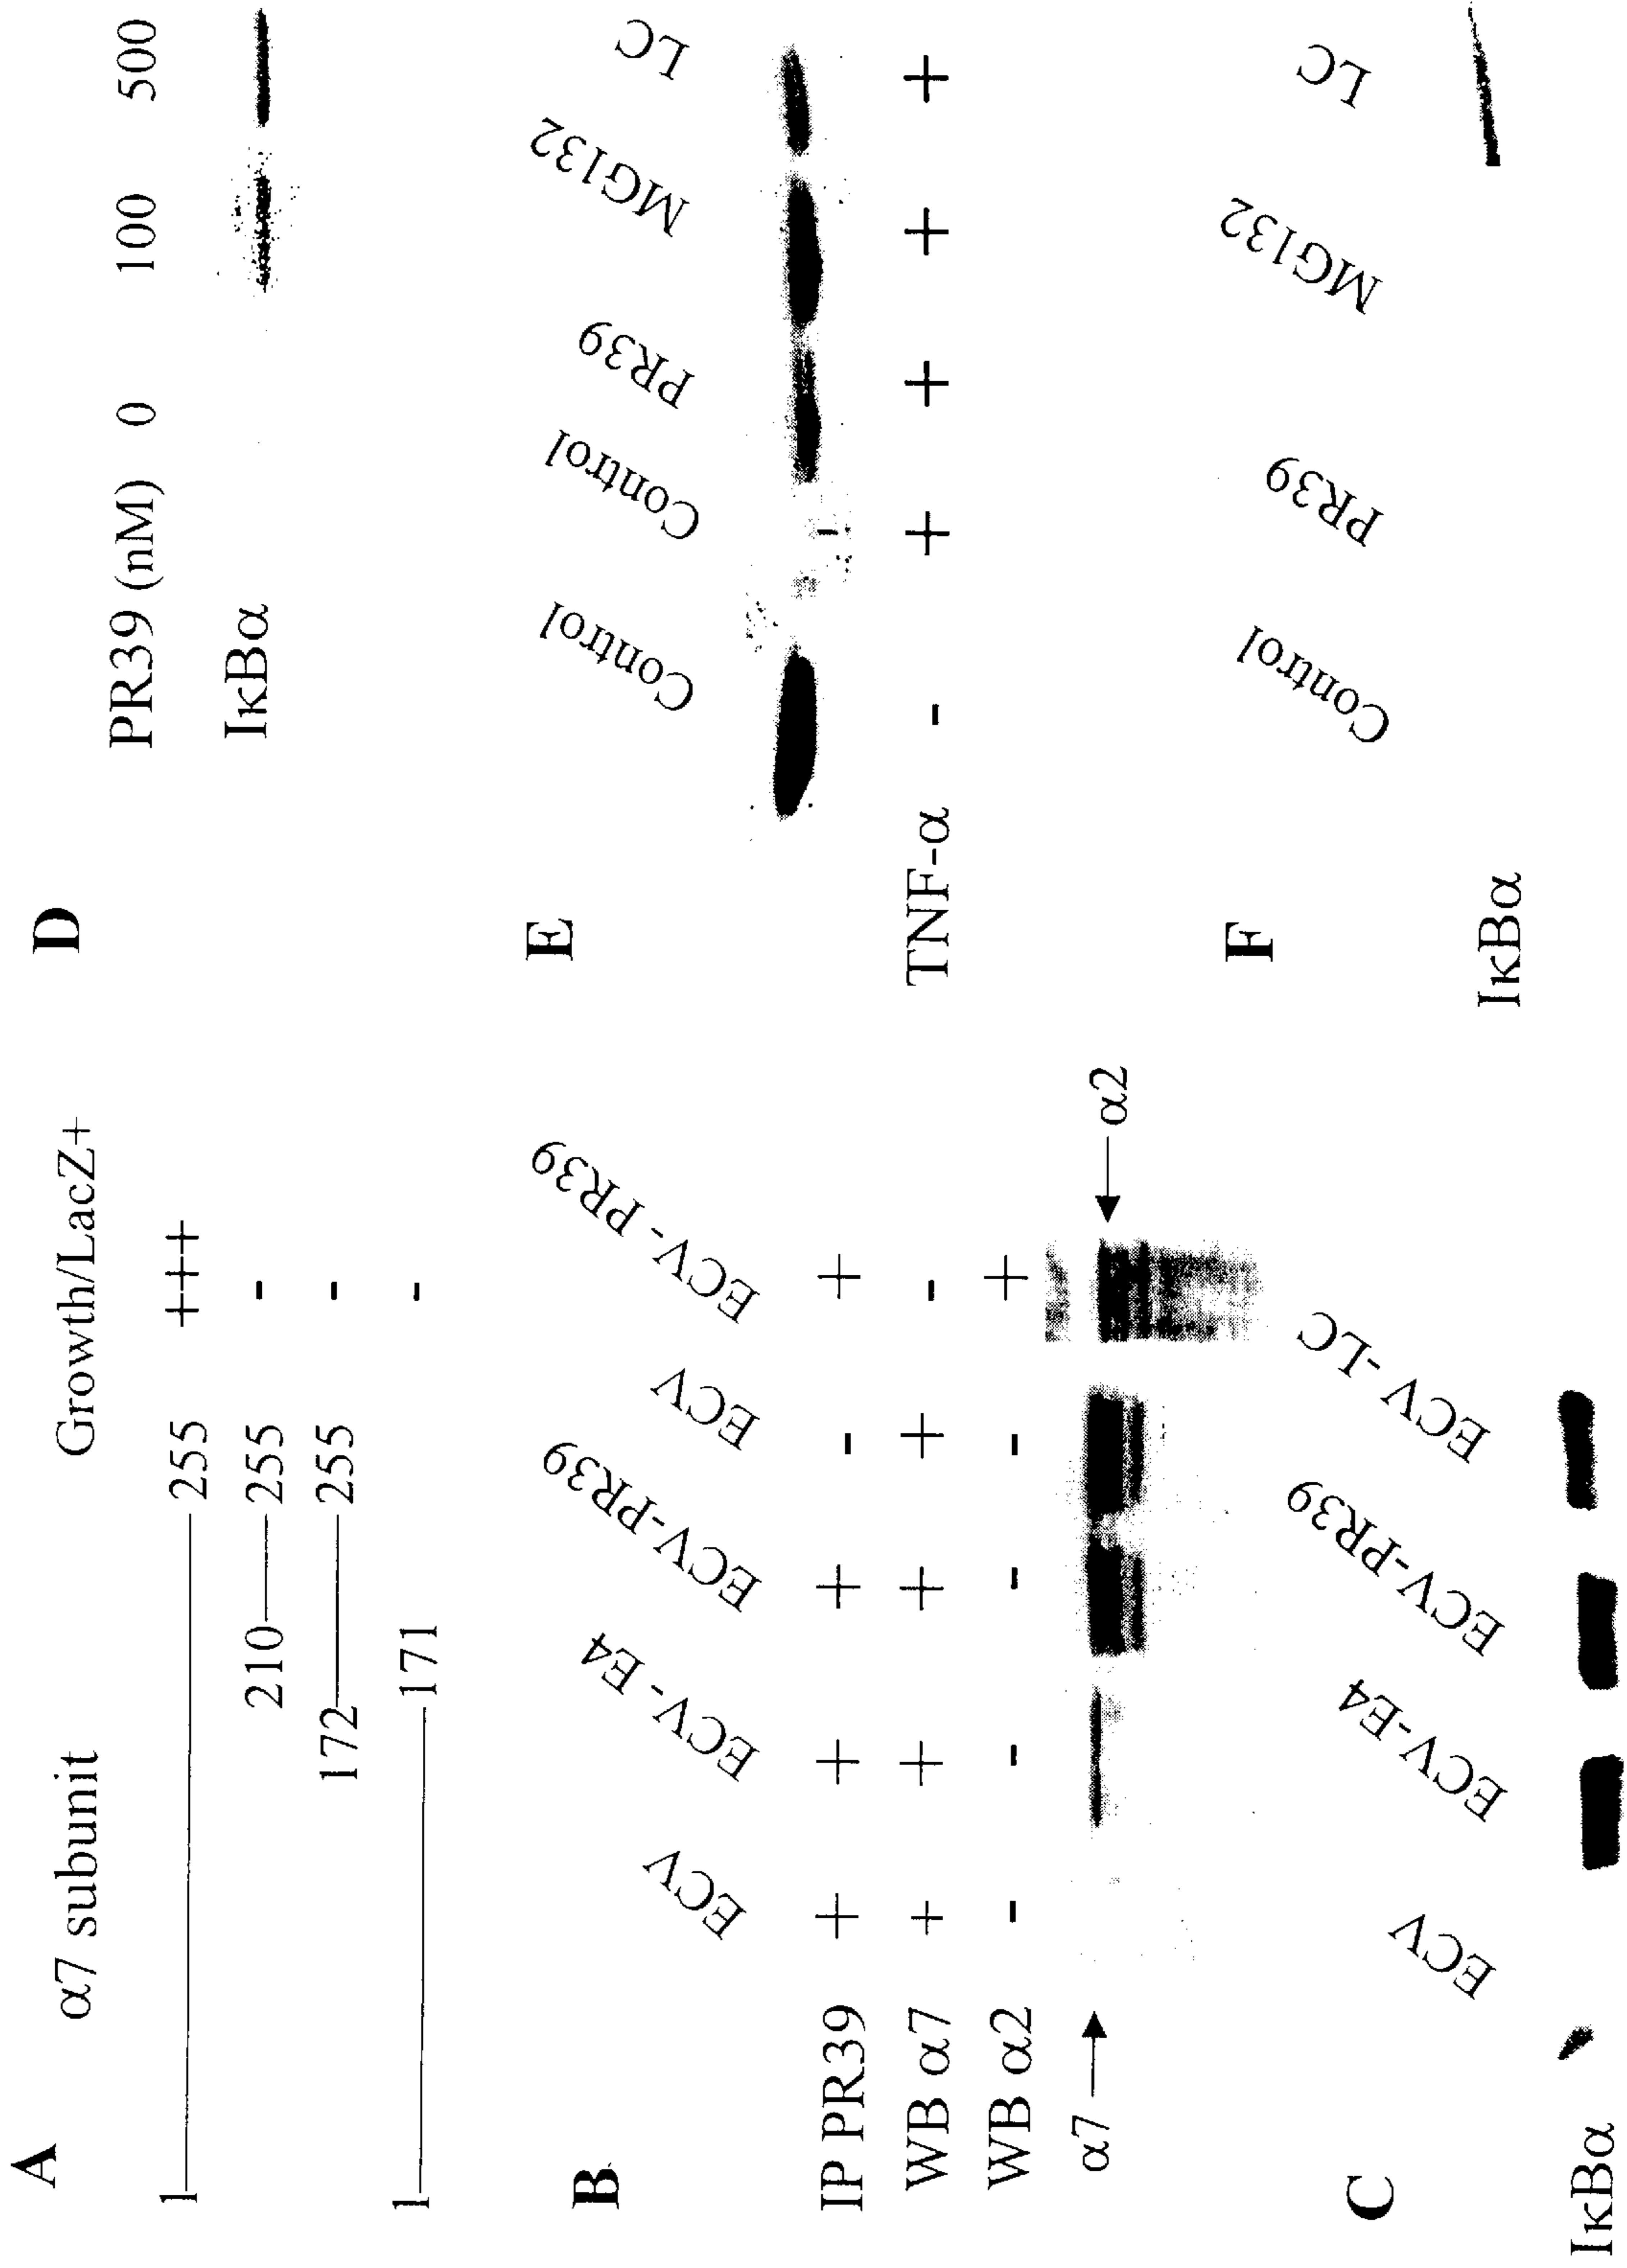 A
α7 subunit Growth/LacZ+
1 255 +++
210 255 -
172 255 -
1 171 -
B
ECV ECV - E4 ECV-PR39 ECV ECV - PR39
IP PR39 + + + - +
WB α7 + + + + -
WB α2 - - - - +
α7 α2
C
ECV ECV-E4 ECV-PR39 ECV -LC
IκBα
D
PR39 (nM) 0 100 500
IκBα
E
Control Control PR39 MG132 LC
TNF-α - + + + +
F
Control PR39 MG132 LC
IκBα